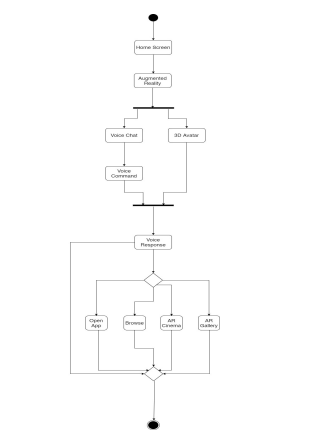 Home Screen
Augmented
Reality
Voice Chat
3D Avatar
Voice
Command
Voice
Response
Open
App
Browse
AR
Cinema
AR
Gallery